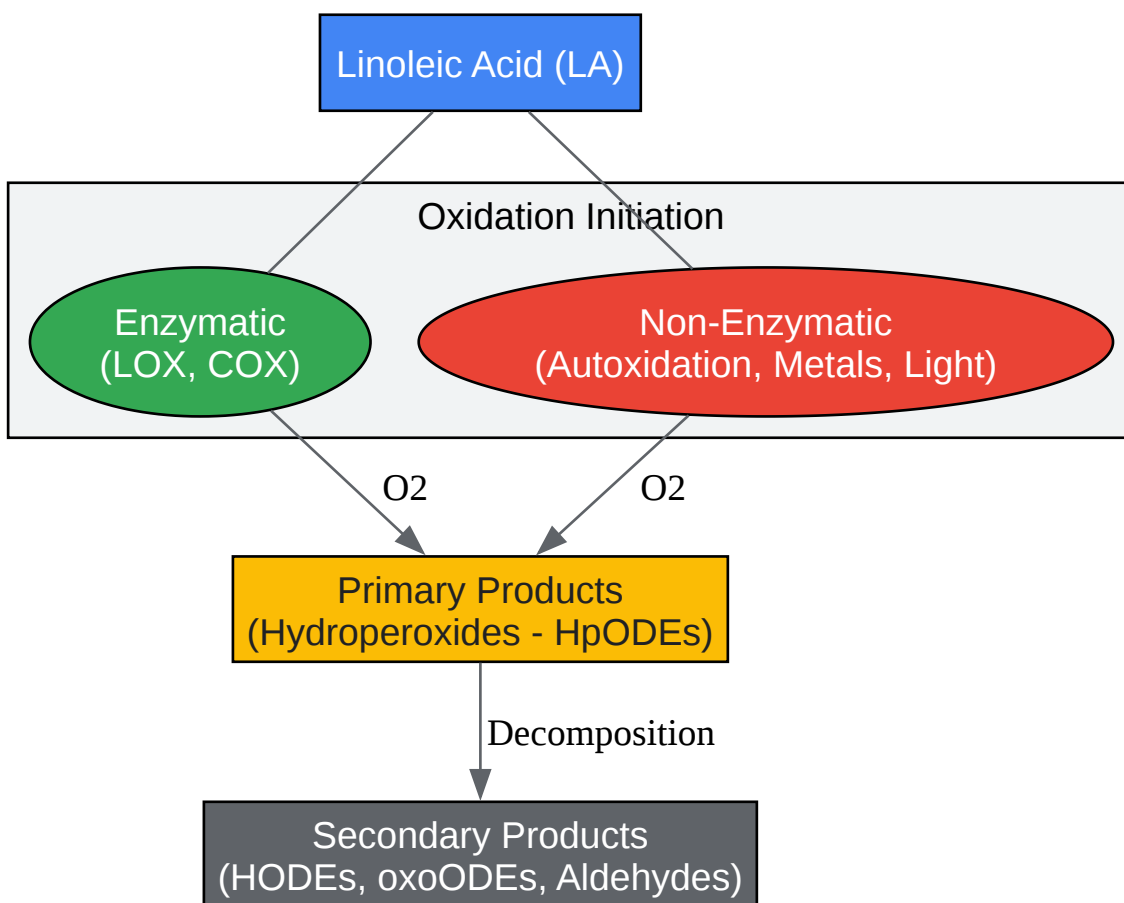 Linoleic Acid (LA)
Oxidation Initiation
Enzymatic
(LOX, COX)
Non-Enzymatic
(Autoxidation, Metals, Light)
O2
O2
Primary Products
(Hydroperoxides - HpODEs)
Decomposition
Secondary Products
(HODEs, oxoODEs, Aldehydes)